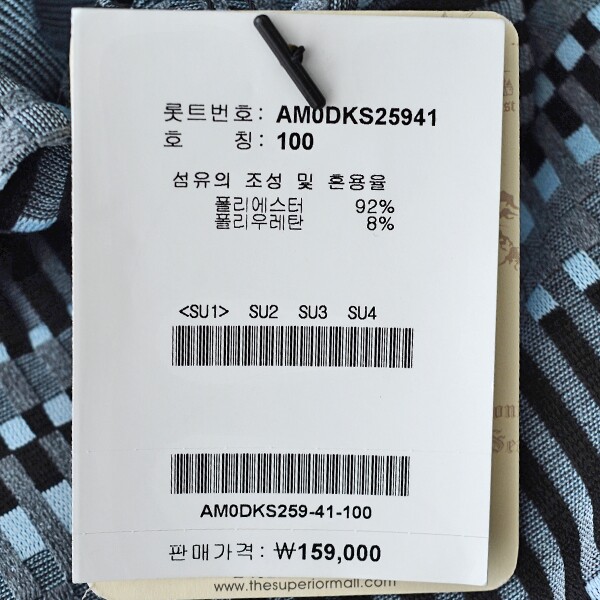 롯트번호: AM0DKS25941
호 칭: 100
섬유의 조성 및 혼용율
폴리에스터 92%
폴리우레탄 8%
<SU1> SU2 SU3 SU4
AM0DKS259-41-100
판매가격: ₩159,000
www.thesuperiormall.com